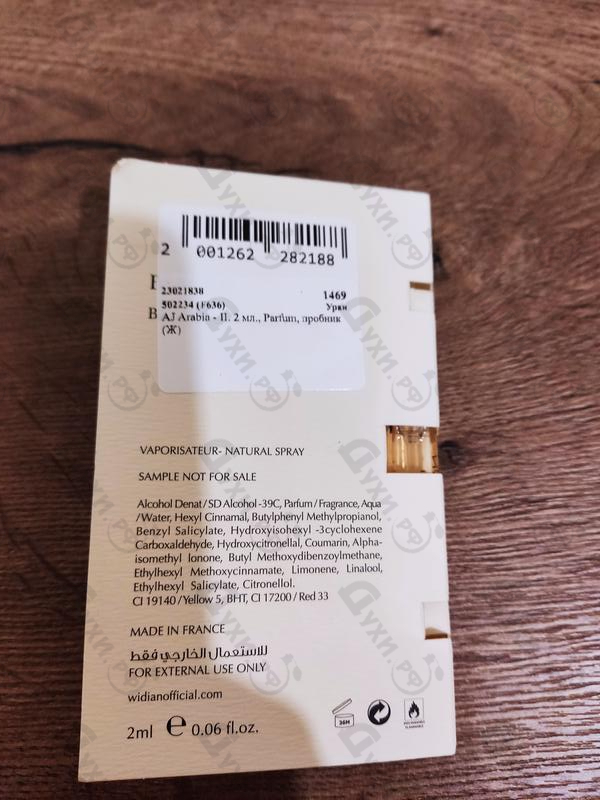 2 001262 282188
23021838 1469
502234 (F636) Урки
AJ Arabia - II. 2 мл., Parfum, пробник
(Ж)
VAPORISATEUR- NATURAL SPRAY
SAMPLE NOT FOR SALE
Alcohol Denat/SD Alcohol -39C, Parfum/Fragrance, Aqua
/Water, Hexyl Cinnamal, Butylphenyl Methylpropianol,
Benzyl Salicylate, Hydroxyisohexyl -3cyclohexene
Carboxaldehyde, Hydroxycitronellal, Coumarin, Alpha-
isomethyl Ionone, Butyl Methoxydibenzoylmethane,
Ethylhexyl Methoxycinnamate, Limonene, Linalool,
Ethylhexyl Salicylate, Citronellol.
CI 19140/Yellow 5, BHT, CI 17200/Red 33
MADE IN FRANCE
للاستعمال الخارجي فقط
FOR EXTERNAL USE ONLY
widianofficial.com
2ml e 0.06 fl.oz.
36M
Духи.рф